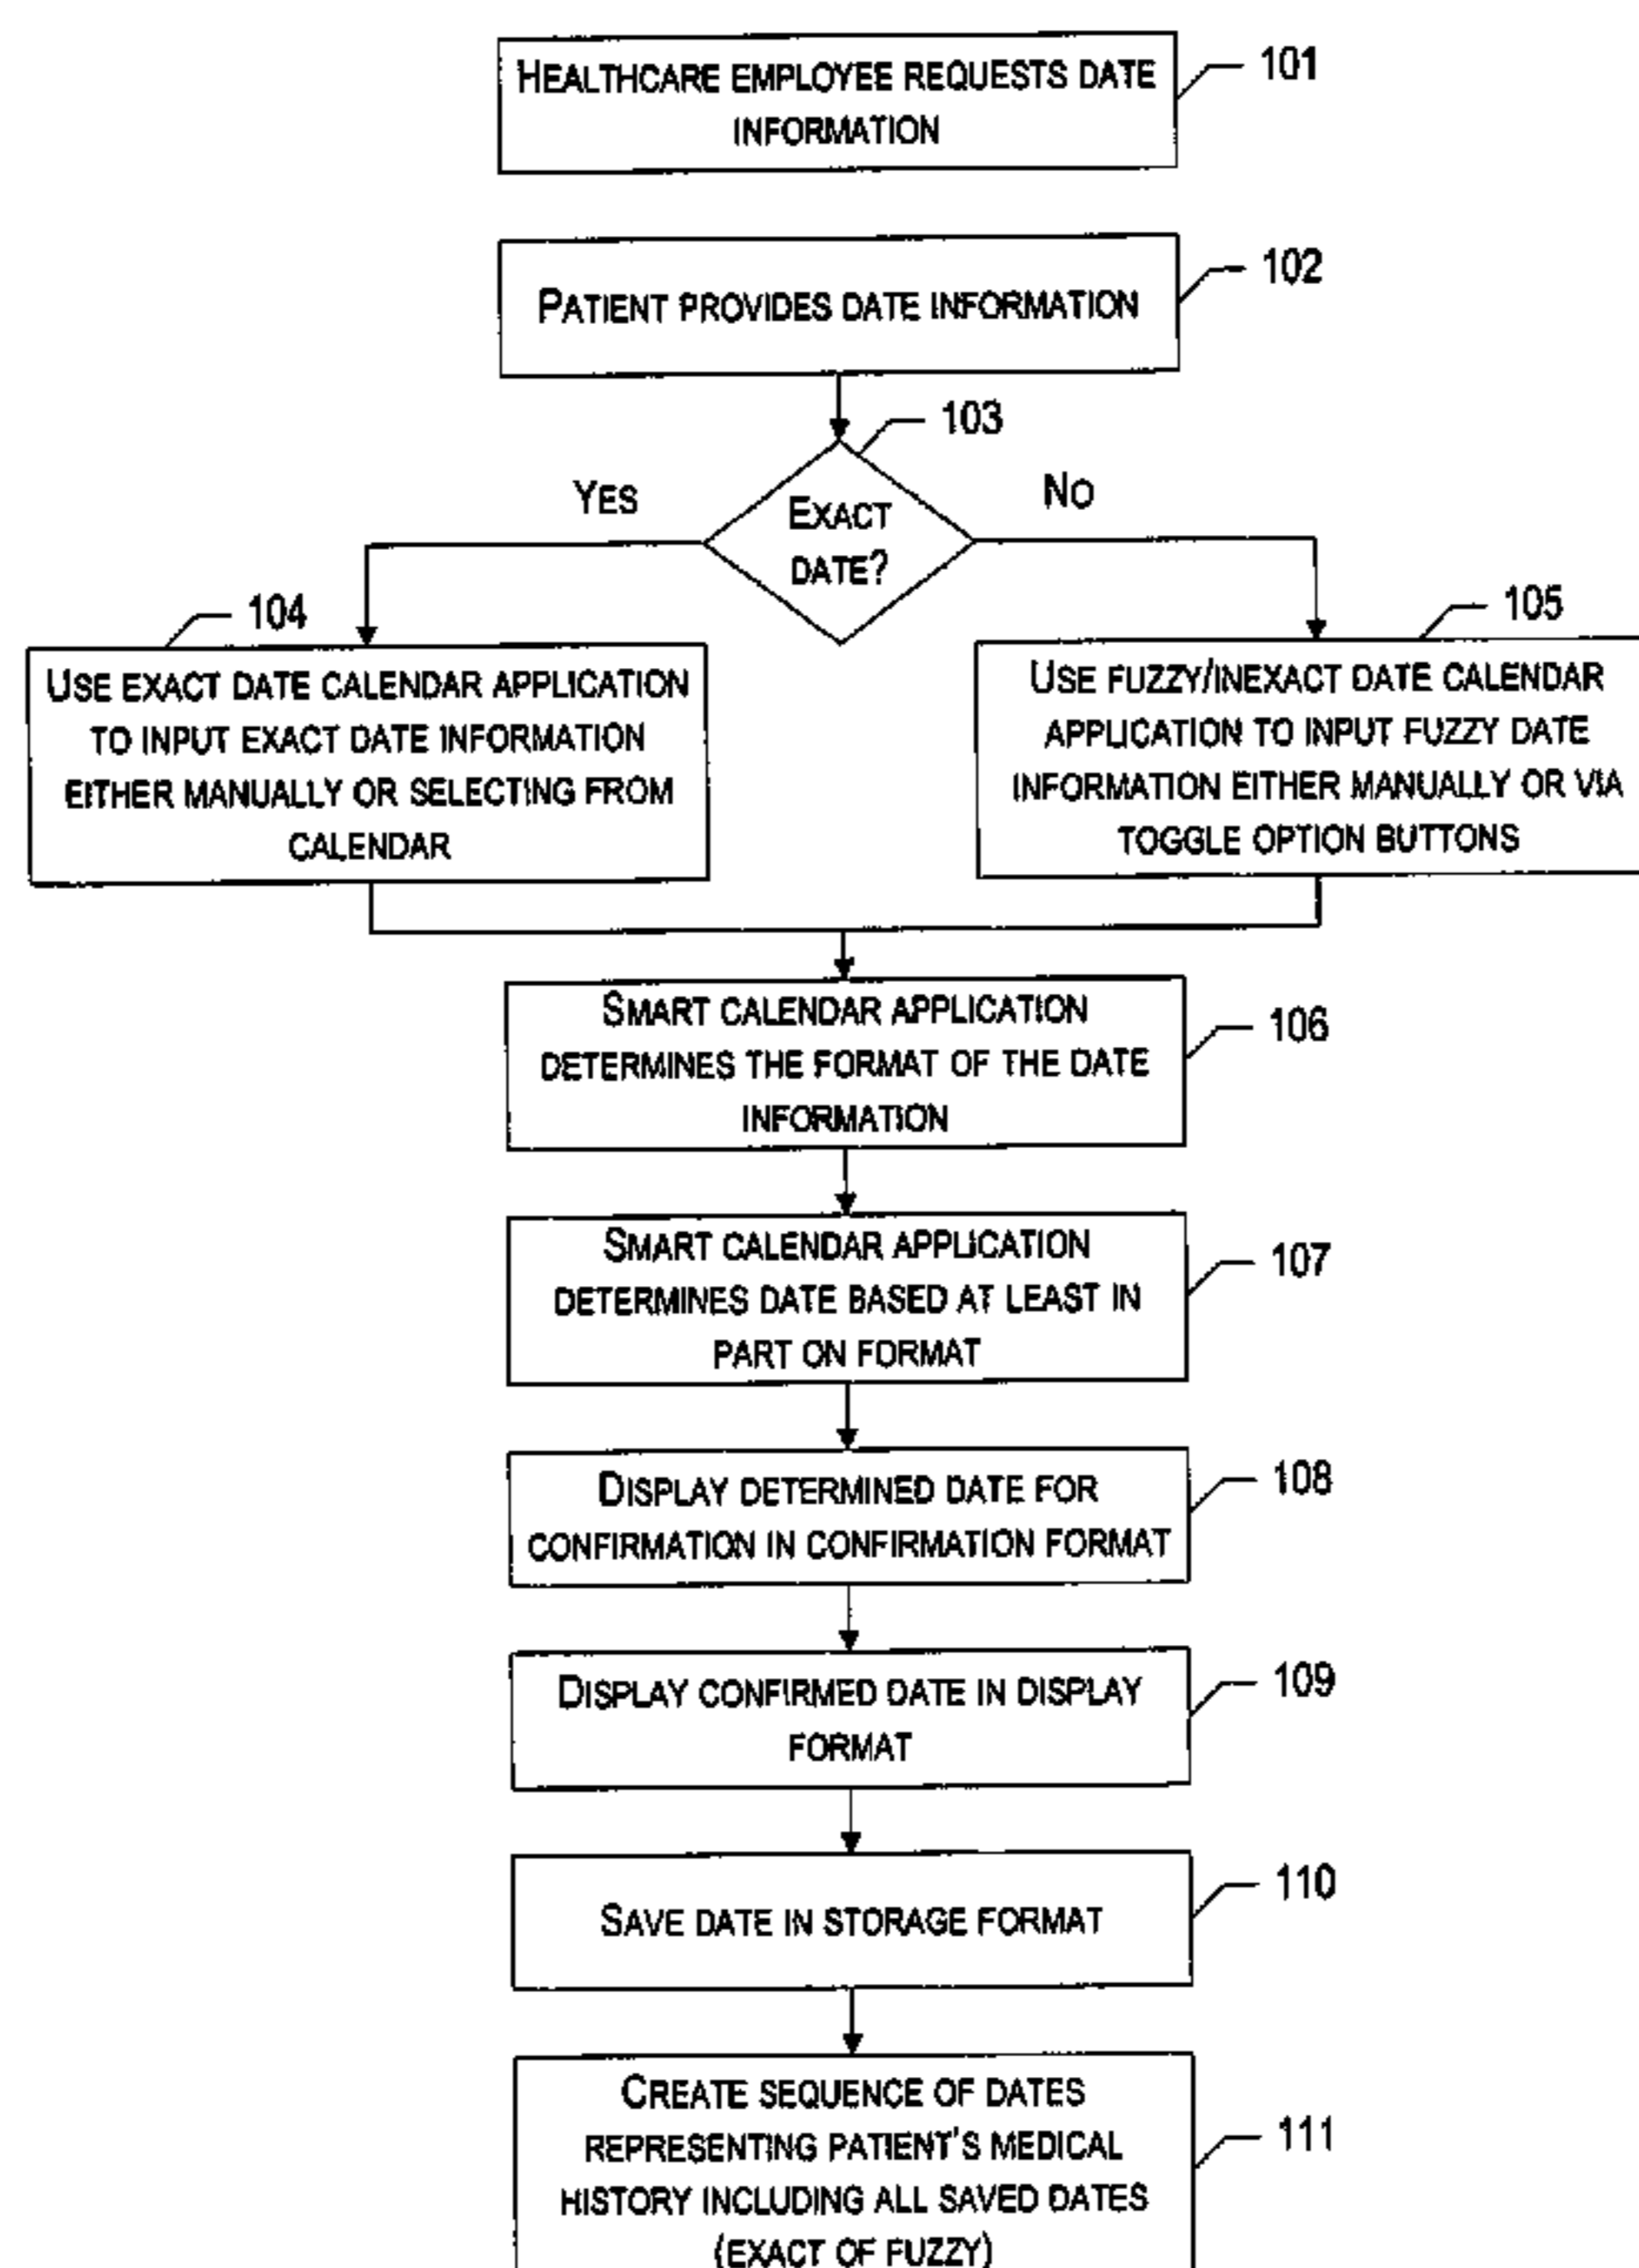 HEALTHCARE EMPLOYEE REQUESTS DATE
INFORMATION
101
PATIENT PROVIDES DATE INFORMATION
102
103
YES
EXACT
DATE?
NO
104
USE EXACT DATE CALENDAR APPLICATION
TO INPUT EXACT DATE INFORMATION
EITHER MANUALLY OR SELECTING FROM
CALENDAR
105
USE FUZZY/INEXACT DATE CALENDAR
APPLICATION TO INPUT FUZZY DATE
INFORMATION EITHER MANUALLY OR VIA
TOGGLE OPTION BUTTONS
SMART CALENDAR APPLICATION
DETERMINES THE FORMAT OF THE DATE
INFORMATION
106
SMART CALENDAR APPLICATION
DETERMINES DATE BASED AT LEAST IN
PART ON FORMAT
107
DISPLAY DETERMINED DATE FOR
CONFIRMATION IN CONFIRMATION FORMAT
108
DISPLAY CONFIRMED DATE IN DISPLAY
FORMAT
109
SAVE DATE IN STORAGE FORMAT
110
CREATE SEQUENCE OF DATES
REPRESENTING PATIENT'S MEDICAL
HISTORY INCLUDING ALL SAVED DATES
(EXACT OF FUZZY)
111